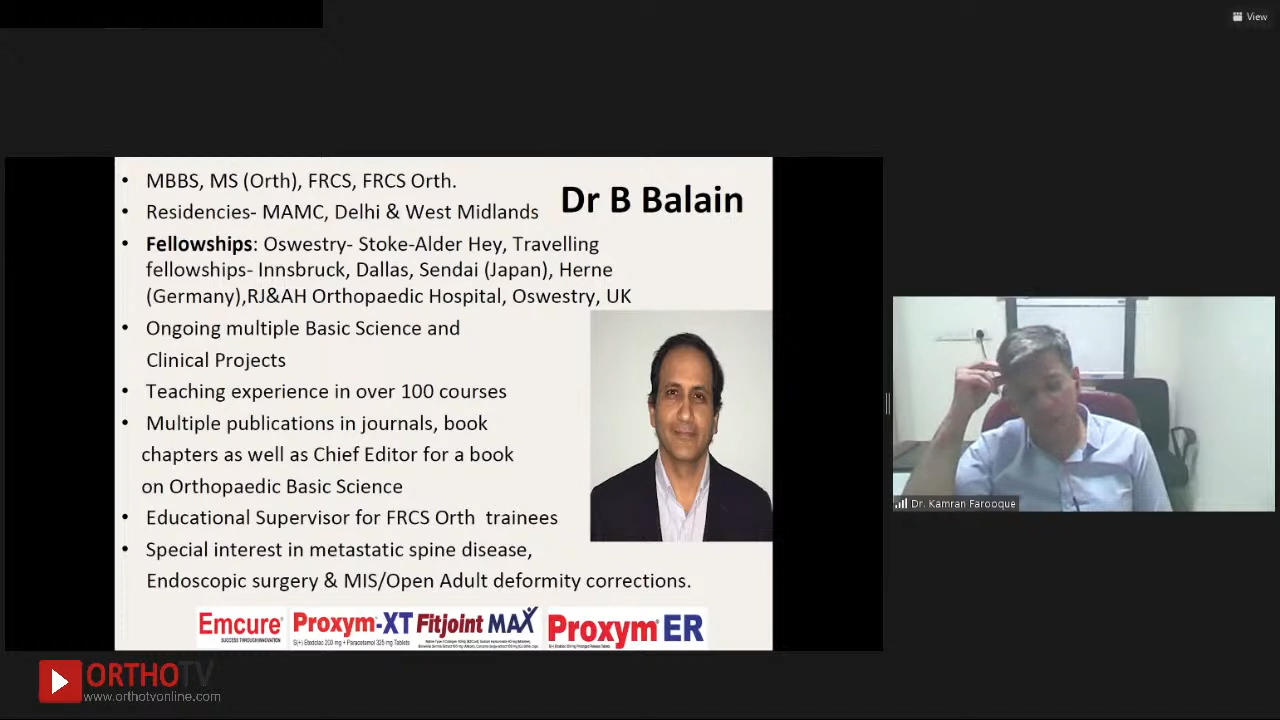 View
• MBBS, MS (Orth), FRCS, FRCS Orth.
Dr B Balain
• Residencies- MAMC, Delhi & West Midlands
• Fellowships: Oswestry- Stoke-Alder Hey, Travelling
fellowships- Innsbruck, Dallas, Sendai (Japan), Herne
(Germany),RJ&AH Orthopaedic Hospital, Oswestry, UK
• Ongoing multiple Basic Science and
Clinical Projects
• Teaching experience in over 100 courses
• Multiple publications in journals, book
chapters as well as Chief Editor for a book
on Orthopaedic Basic Science
• Educational Supervisor for FRCS Orth trainees
• Special interest in metastatic spine disease,
Endoscopic surgery & MIS/Open Adult deformity corrections.
Emcure® Proxym-XT Fitjoint MAX Proxym® ER
SUCCESS THROUGH INNOVATION
Dr. Kamran Farooque
ORTHOTV
www.orthotvonline.com